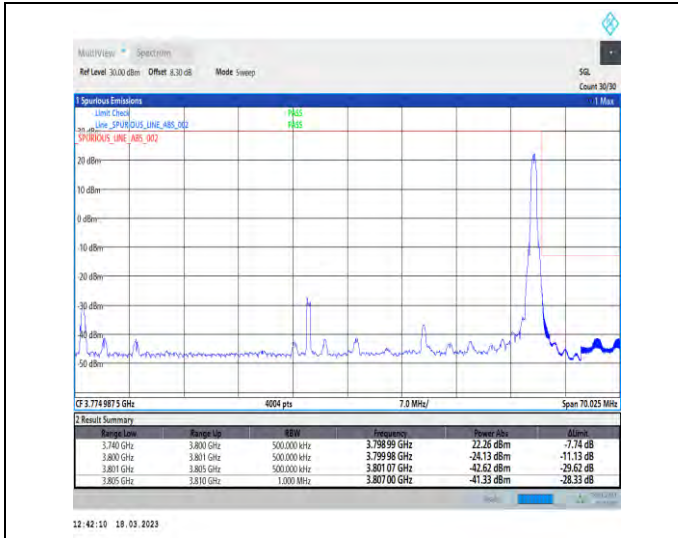 MultiView Spectrum
Ref Level 30.00 dBm Offset 8.30 dB Mode Sweep SGL
Count 30/30
1 Spurious Emissions 1 Max
Limit Check PASS
Line _SPURIOUS_LINE_ABS_002 PASS
SPURIOUS_LINE_ABS_002
20 dBm
10 dBm
0 dBm
-10 dBm
-20 dBm
-30 dBm
-40 dBm
-50 dBm
CF 3.774 987 5 GHz 4004 pts 7.0 MHz/ Span 70.025 MHz
2 Result Summary
Range Low Range Up RBW Frequency Power Abs ΔLimit
3.740 GHz 3.800 GHz 500.000 kHz 3.798 99 GHz 22.26 dBm -7.74 dB
3.800 GHz 3.801 GHz 500.000 kHz 3.799 98 GHz -24.13 dBm -11.13 dB
3.801 GHz 3.805 GHz 500.000 kHz 3.801 07 GHz -42.62 dBm -29.62 dB
3.805 GHz 3.810 GHz 1.000 MHz 3.807 00 GHz -41.33 dBm -28.33 dB
12:42:10 18.03.2023